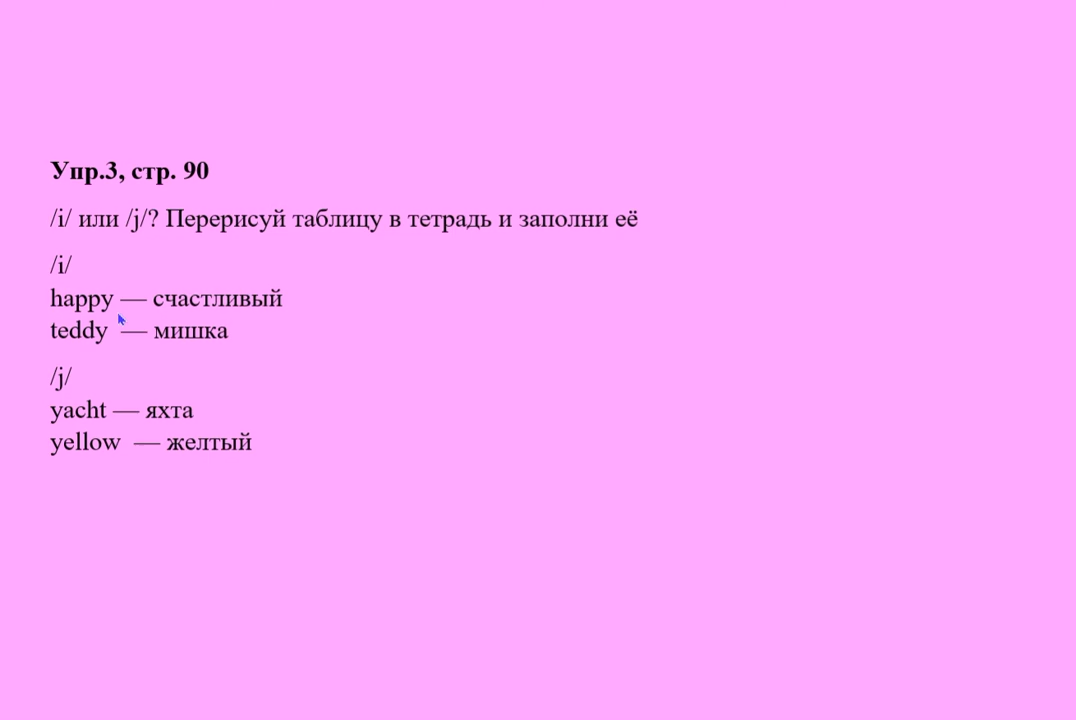 Упр.3, стр. 90
/i/ или /j/? Перерисуй таблицу в тетрадь и заполни её
/i/
happy — счастливый
teddy — мишка
/j/
yacht — яхта
yellow — желтый